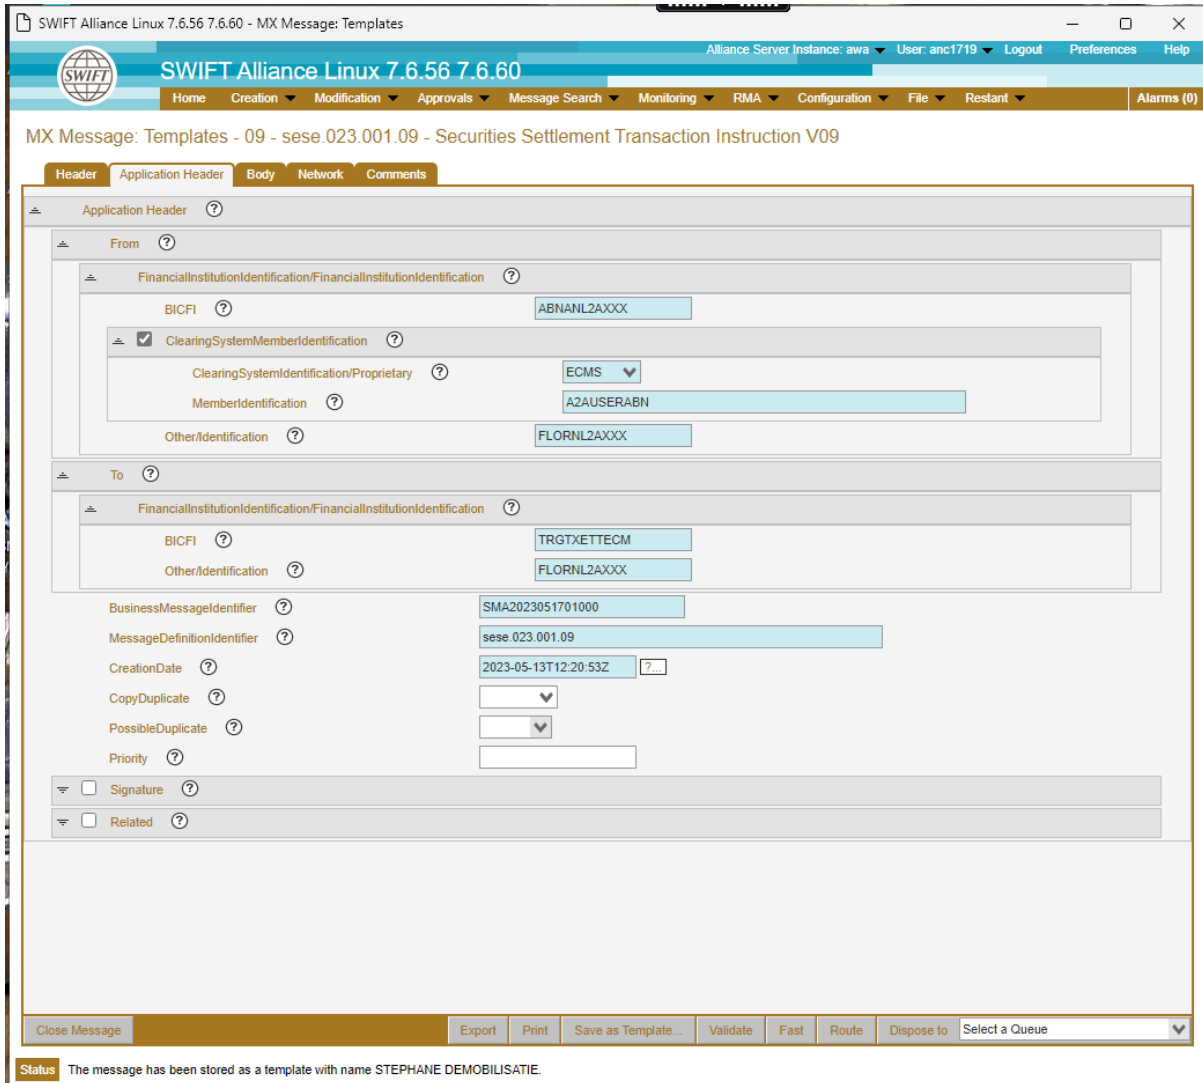 SWIFT Alliance Linux 7.6.56 7.6.60 - MX Message: Templates
Alliance Server Instance: awa User: anc1719 Logout Preferences Help
SWIFT
SWIFT Alliance Linux 7.6.56 7.6.60
Home Creation Modification Approvals Message Search Monitoring RMA Configuration File Restant Alarms (0)
MX Message: Templates - 09 - sese.023.001.09 - Securities Settlement Transaction Instruction V09
Header Application Header Body Network Comments
Application Header ?
From ?
FinancialInstitutionIdentification/FinancialInstitutionIdentification ?
BICFI ? ABNANL2AXXX
ClearingSystemMemberIdentification ?
ClearingSystemIdentification/Proprietary ? ECMS
MemberIdentification ? A2AUSERABN
Other/Identification ? FLORNL2AXXX
To ?
FinancialInstitutionIdentification/FinancialInstitutionIdentification ?
BICFI ? TRGTXETTECM
Other/Identification ? FLORNL2AXXX
BusinessMessageIdentifier ? SMA2023051701000
MessageDefinitionIdentifier ? sese.023.001.09
CreationDate ? 2023-05-13T12:20:53Z ?...
CopyDuplicate ?
PossibleDuplicate ?
Priority ?
Signature ?
Related ?
Close Message Export Print Save as Template... Validate Fast Route Dispose to Select a Queue
Status The message has been stored as a template with name STEPHANE DEMOBILISATIE.